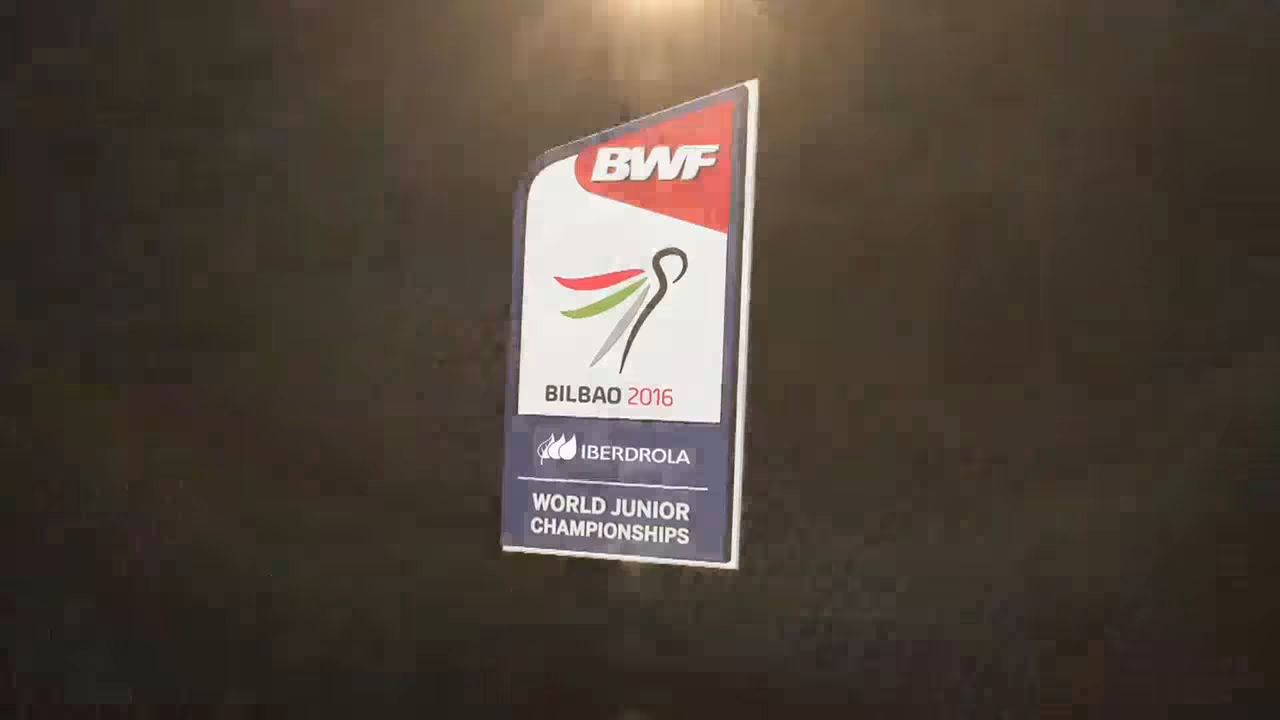 BWF
BILBAO 2016
IBERDROLA
WORLD JUNIOR
CHAMPIONSHIPS